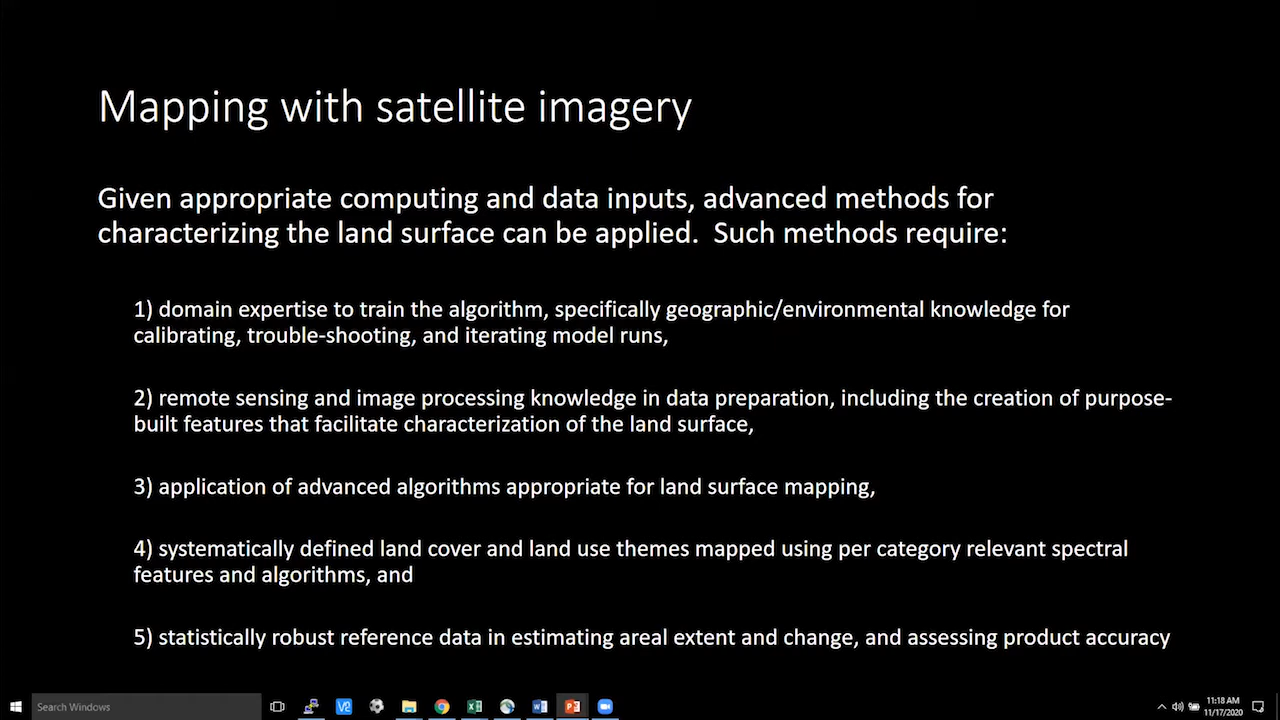 Mapping with satellite imagery
Given appropriate computing and data inputs, advanced methods for
characterizing the land surface can be applied.  Such methods require:
1) domain expertise to train the algorithm, specifically geographic/environmental knowledge for
calibrating, trouble-shooting, and iterating model runs,
2) remote sensing and image processing knowledge in data preparation, including the creation of purpose-
built features that facilitate characterization of the land surface,
3) application of advanced algorithms appropriate for land surface mapping,
4) systematically defined land cover and land use themes mapped using per category relevant spectral
features and algorithms, and
5) statistically robust reference data in estimating areal extent and change, and assessing product accuracy
Search Windows
11:18 AM
11/17/2020